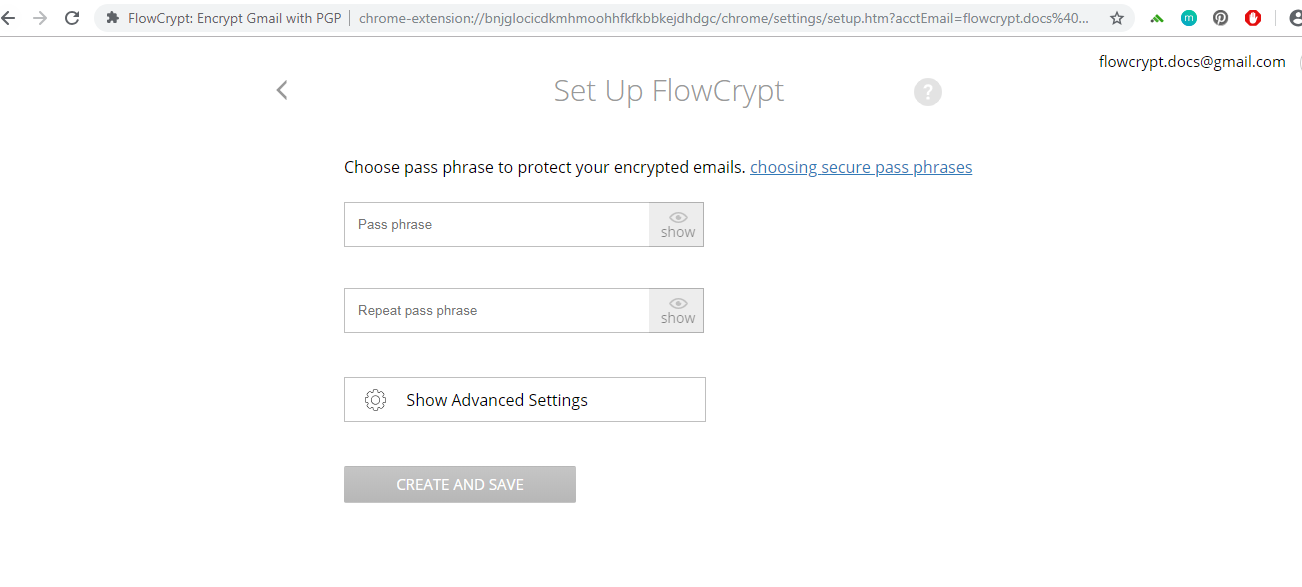 FlowCrypt: Encrypt Gmail with PGP | chrome-extension://bnjglocicdkmhmoohhfkfkbbkejdhdgc/chrome/settings/setup.htm?acctEmail=flowcrypt.docs%40...
m
flowcrypt.docs@gmail.com
Set Up FlowCrypt
?
Choose pass phrase to protect your encrypted emails. choosing secure pass phrases
Pass phrase
show
Repeat pass phrase
show
Show Advanced Settings
CREATE AND SAVE